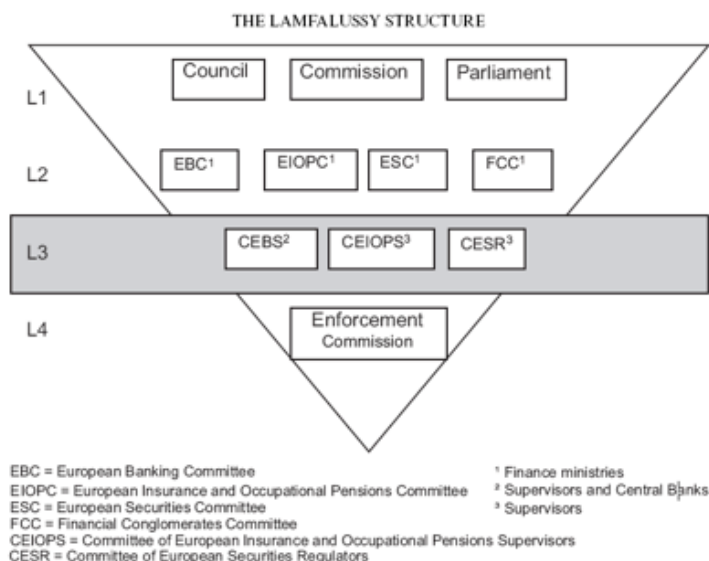 THE LAMFALUSSY STRUCTURE
L1
Council
Commission
Parliament
L2
EBC¹
EIOPC¹
ESC¹
FCC¹
L3
CEBS²
CEIOPS³
CESR³
L4
Enforcement
Commission
EBC = European Banking Committee
EIOPC = European Insurance and Occupational Pensions Committee
ESC = European Securities Committee
FCC = Financial Conglomerates Committee
CEIOPS = Committee of European Insurance and Occupational Pensions Supervisors
CESR = Committee of European Securities Regulators
¹ Finance ministries
² Supervisors and Central Banks
³ Supervisors